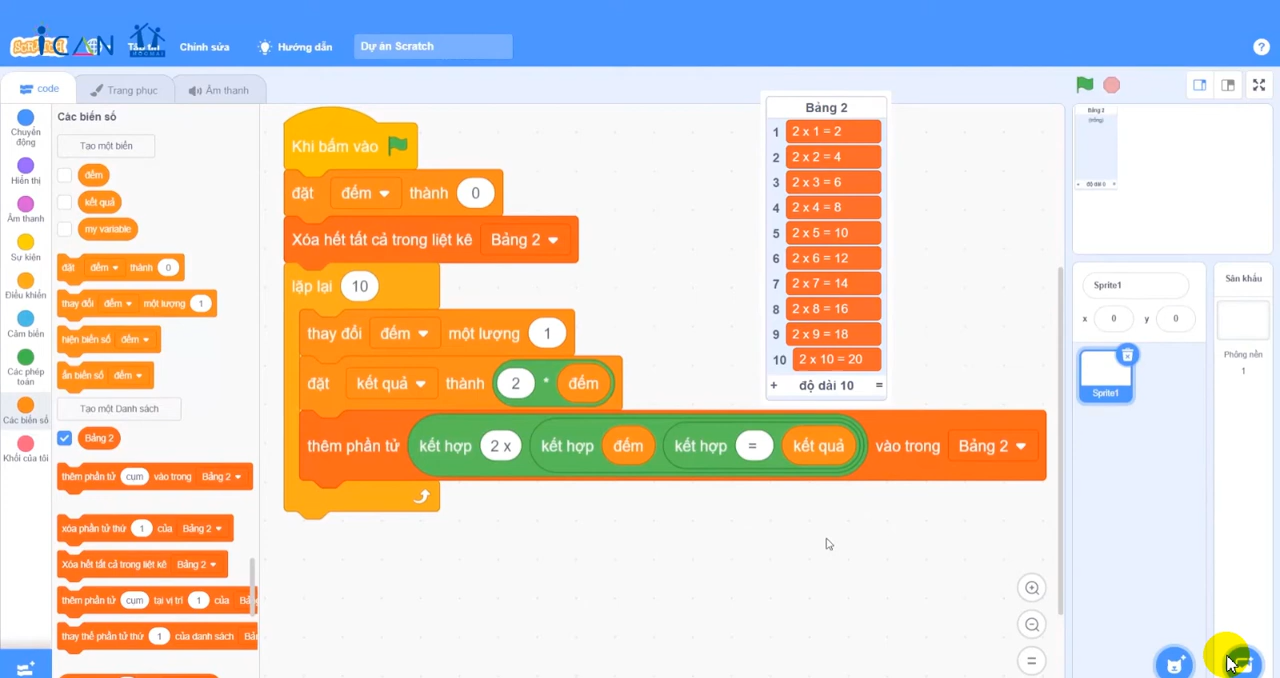 iCAN
Chỉnh sửa
Hướng dẫn
Dự án Scratch
?
code
Trang phục
Âm thanh
Chuyển động
Hiển thị
Âm thanh
Sự kiện
Điều khiển
Cảm biến
Các phép toán
Các biến số
Khối của tôi
Các biến số
Tạo một biến
đếm
kết quả
my variable
đặt đếm thành 0
thay đổi đếm một lượng 1
hiện biến số đếm
ẩn biến số đếm
Tạo một Danh sách
Bảng 2
thêm phần tử cum vào trong Bảng 2
xóa phần tử thứ 1 của Bảng 2
Xóa hết tất cả trong liệt kê Bảng 2
thêm phần tử cum tại vị trí 1 của
thay thế phần tử thứ 1 của danh sách
Khi bấm vào
đặt đếm thành 0
Xóa hết tất cả trong liệt kê Bảng 2
lặp lại 10
thay đổi đếm một lượng 1
đặt kết quả thành 2 * đếm
thêm phần tử kết hợp 2 x kết hợp đếm kết hợp = kết quả vào trong Bảng 2
Bảng 2
1 2 x 1 = 2
2 2 x 2 = 4
3 2 x 3 = 6
4 2 x 4 = 8
5 2 x 5 = 10
6 2 x 6 = 12
7 2 x 7 = 14
8 2 x 8 = 16
9 2 x 9 = 18
10 2 x 10 = 20
+ độ dài 10 =
Bảng 2
(trống)
+ độ dài 0 =
Sprite1
x 0 y 0
Sprite1
Sân khấu
Phông nền
1